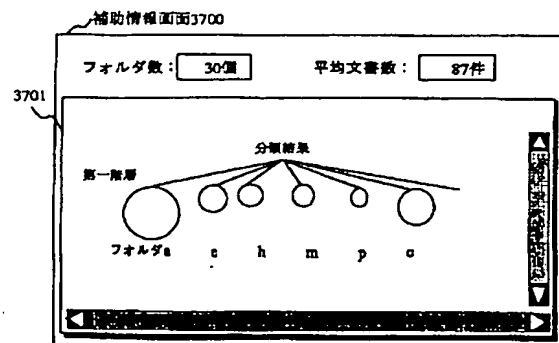 補助情報画面3700
フォルダ数： 30個 平均文書数： 87件
3701
分類結果
第一階層
フォルダa h m p